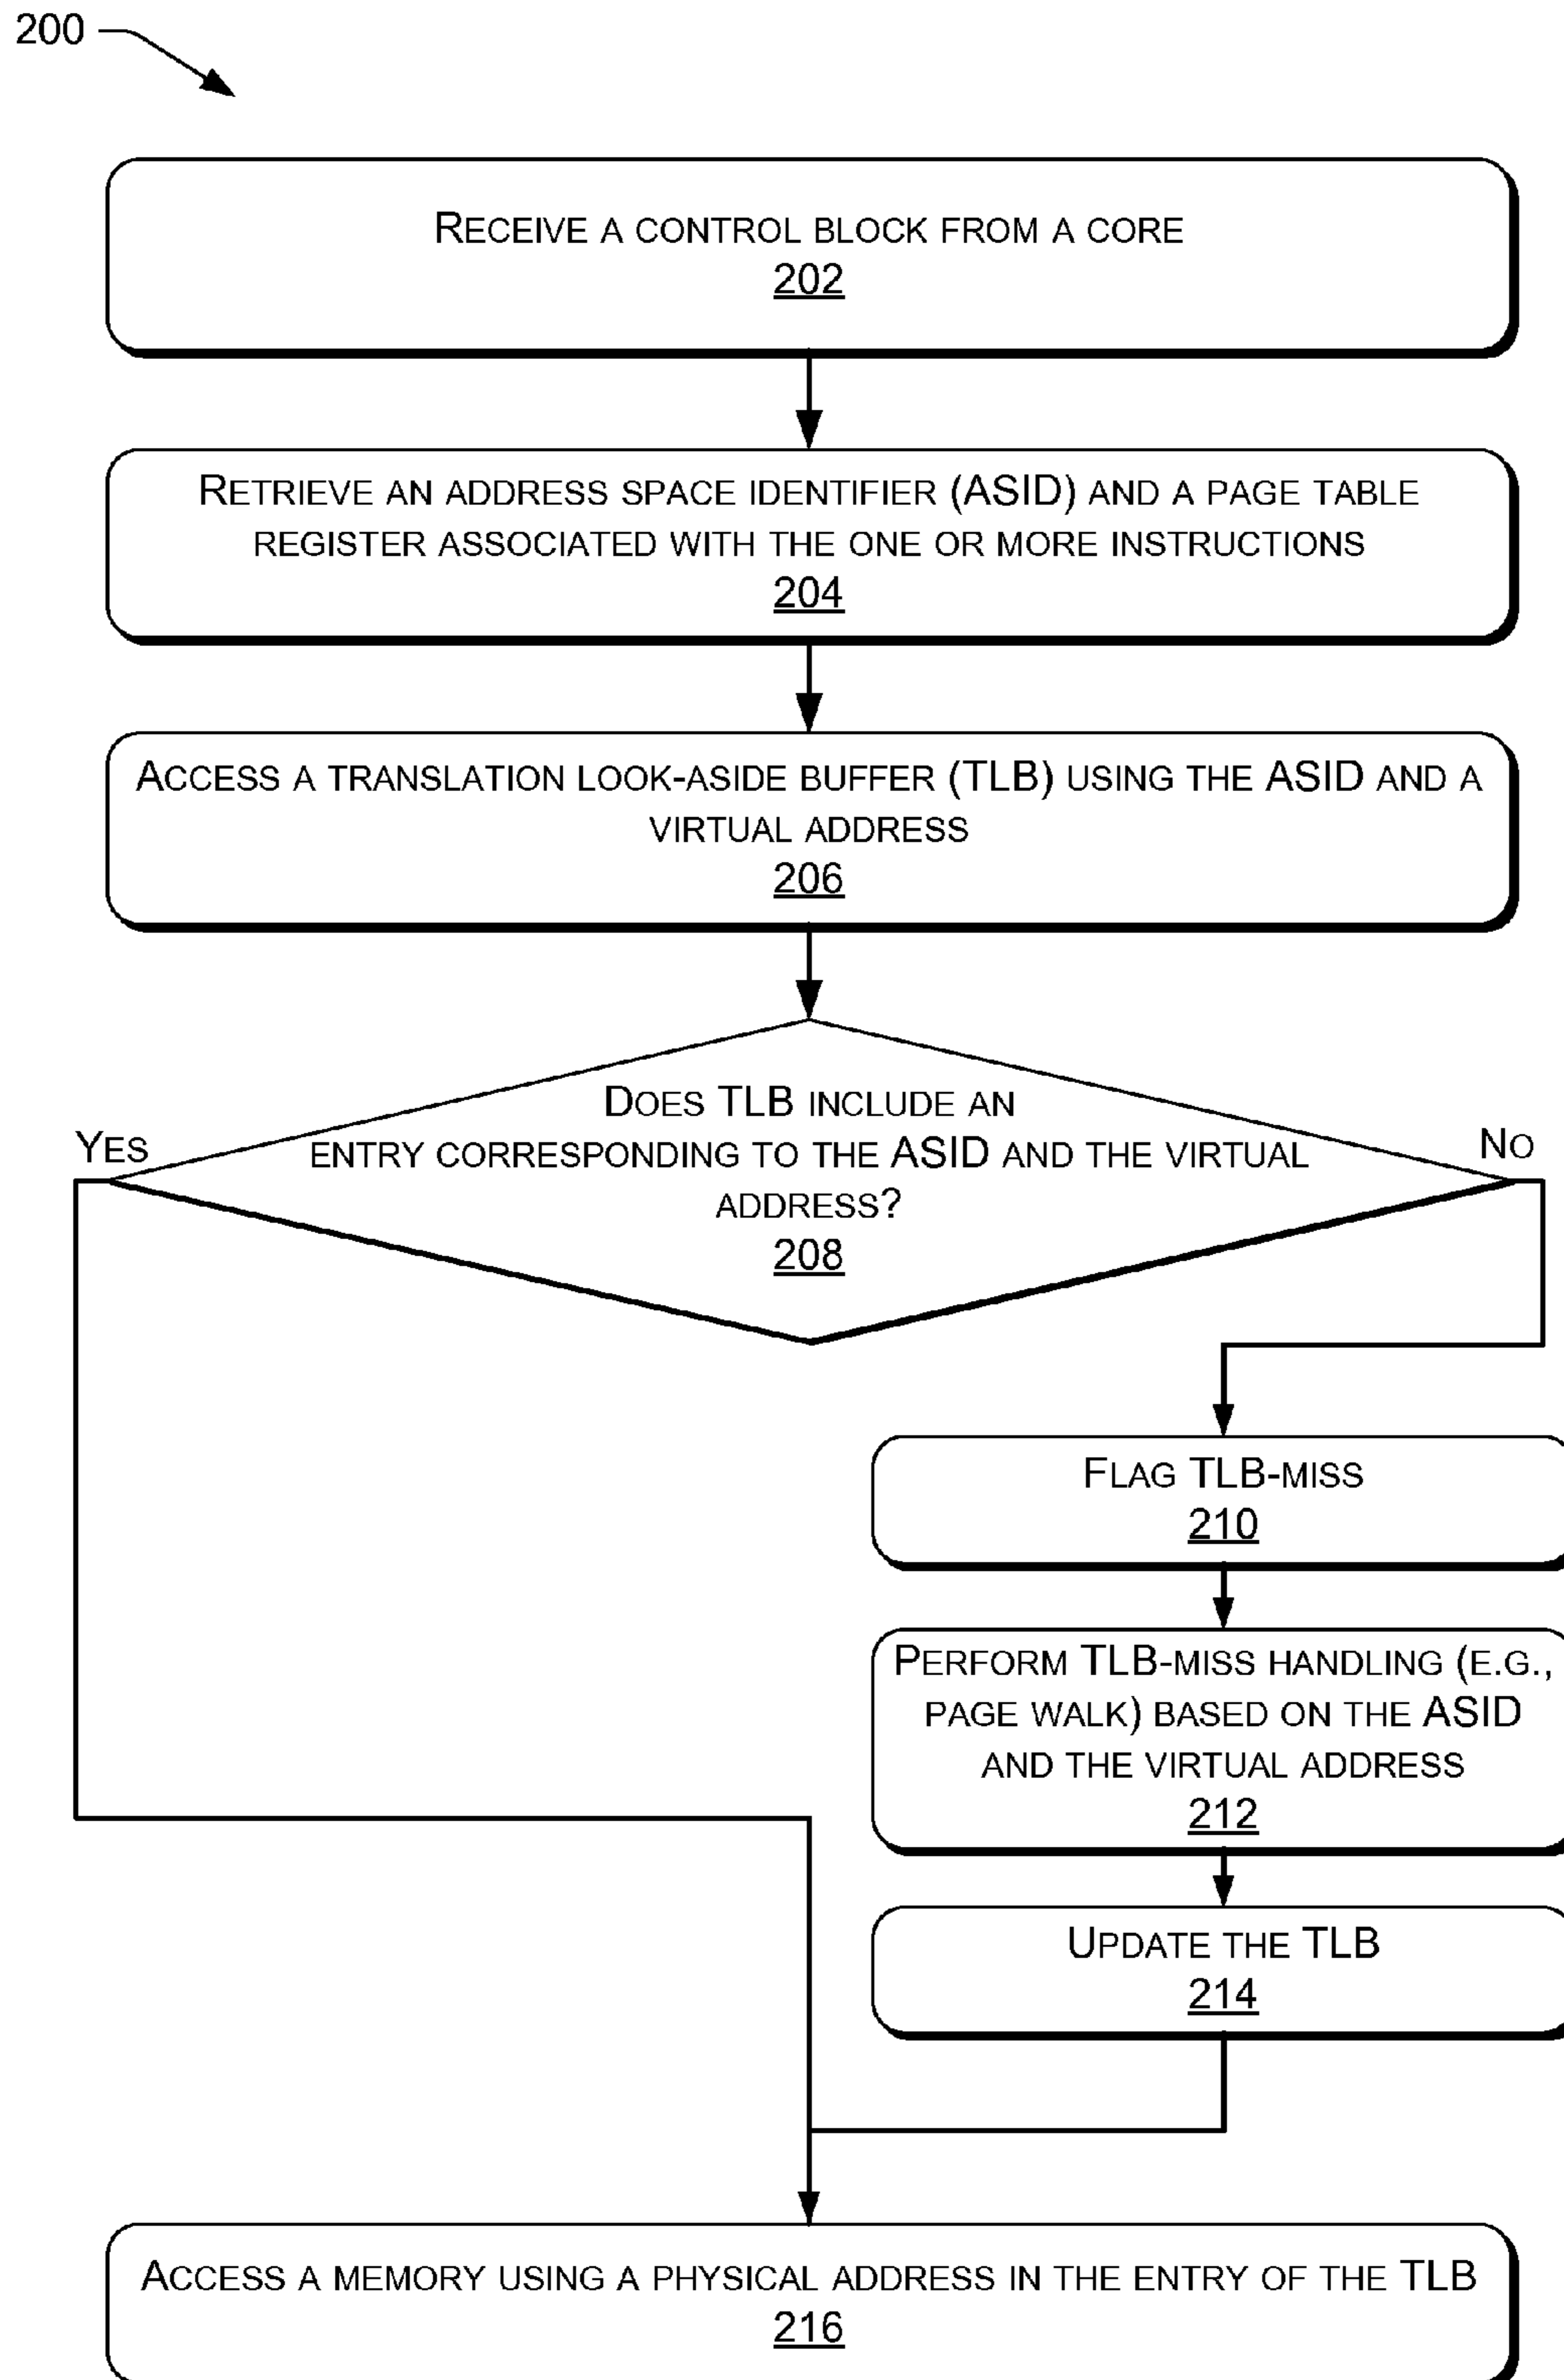 200
RECEIVE A CONTROL BLOCK FROM A CORE
202
RETRIEVE AN ADDRESS SPACE IDENTIFIER (ASID) AND A PAGE TABLE
REGISTER ASSOCIATED WITH THE ONE OR MORE INSTRUCTIONS
204
ACCESS A TRANSLATION LOOK-ASIDE BUFFER (TLB) USING THE ASID AND A
VIRTUAL ADDRESS
206
DOES TLB INCLUDE AN
ENTRY CORRESPONDING TO THE ASID AND THE VIRTUAL
ADDRESS?
208
YES
NO
FLAG TLB-MISS
210
PERFORM TLB-MISS HANDLING (E.G.,
PAGE WALK) BASED ON THE ASID
AND THE VIRTUAL ADDRESS
212
UPDATE THE TLB
214
ACCESS A MEMORY USING A PHYSICAL ADDRESS IN THE ENTRY OF THE TLB
216